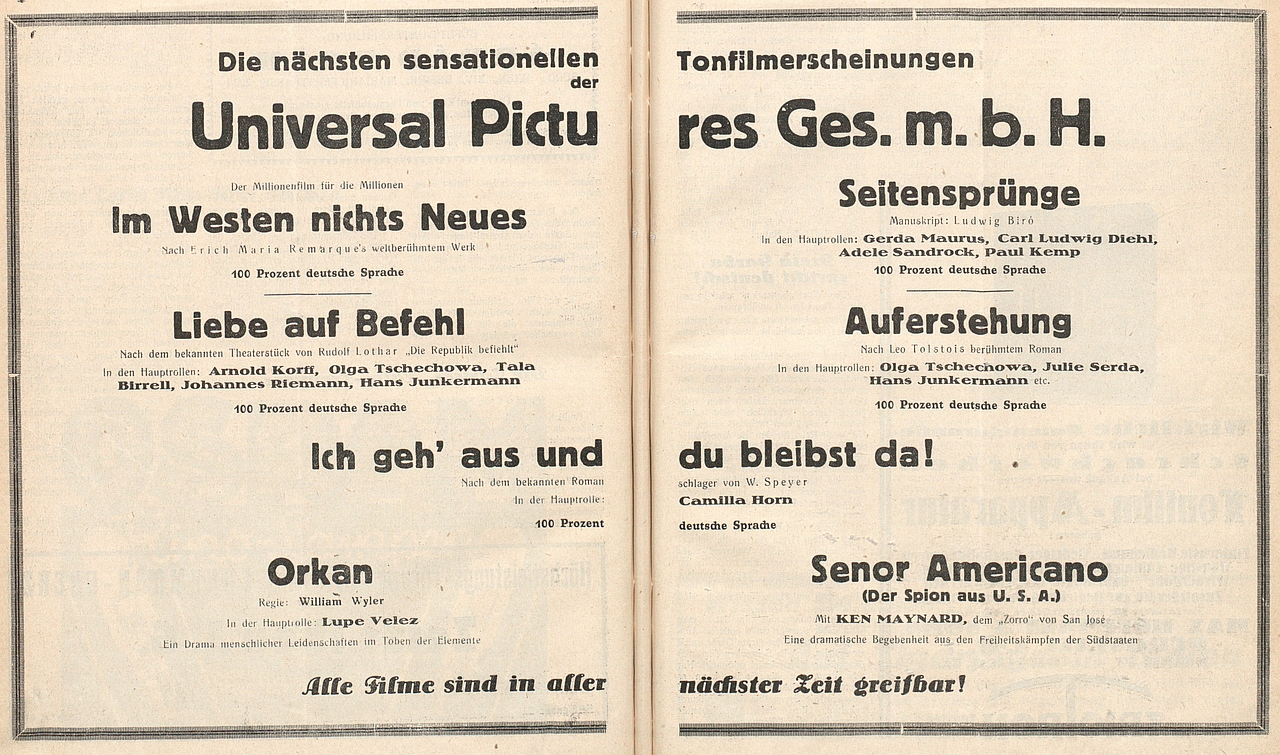 Die nächsten sensationellen Tonfilmerscheinungen
der
Universal Pictures Ges. m. b. H.
Der Millionenfilm für die Millionen
Im Westen nichts Neues
Nach Erich Maria Remarque's weltberühmtem Werk
100 Prozent deutsche Sprache
Liebe auf Befehl
Nach dem bekannten Theaterstück von Rudolf Lothar „Die Republik befiehlt"
In den Hauptrollen: Arnold Korff, Olga Tschechowa, Tala
Birrell, Johannes Riemann, Hans Junkermann
100 Prozent deutsche Sprache
Seitensprünge
Manuskript: Ludwig Biró
In den Hauptrollen: Gerda Maurus, Carl Ludwig Diehl,
Adele Sandrock, Paul Kemp
100 Prozent deutsche Sprache
Auferstehung
Nach Leo Tolstois berühmtem Roman
In den Hauptrollen: Olga Tschechowa, Julie Serda,
Hans Junkermann etc.
100 Prozent deutsche Sprache
Ich geh' aus und du bleibst da!
Nach dem bekannten Romanschlager von W. Speyer
In der Hauptrolle: Camilla Horn
100 Prozent deutsche Sprache
Orkan
Regie: William Wyler
In der Hauptrolle: Lupe Velez
Ein Drama menschlicher Leidenschaften im Toben der Elemente
Senor Americano
(Der Spion aus U. S. A.)
Mit KEN MAYNARD, dem „Zorro" von San José
Eine dramatische Begebenheit aus den Freiheitskämpfen der Südstaaten
Alle Filme sind in aller nächster Zeit greifbar!